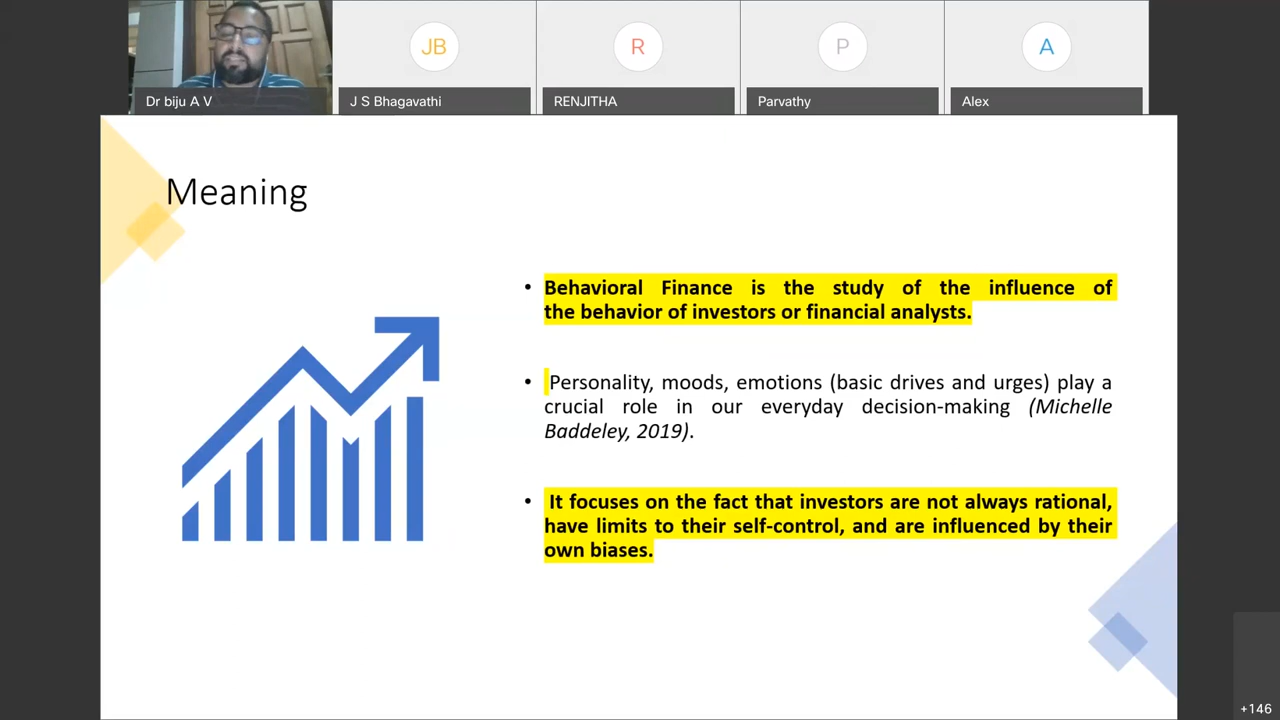 JB
R
P
A
Dr biju A V
J S Bhagavathi
RENJITHA
Parvathy
Alex
Meaning
• Behavioral Finance is the study of the influence of
the behavior of investors or financial analysts.
• Personality, moods, emotions (basic drives and urges) play a
crucial role in our everyday decision-making (Michelle
Baddeley, 2019).
• It focuses on the fact that investors are not always rational,
have limits to their self-control, and are influenced by their
own biases.
+146